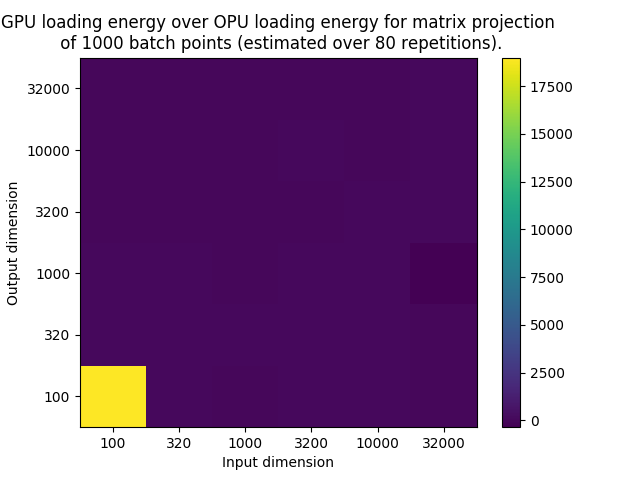 GPU loading energy over OPU loading energy for matrix projection
of 1000 batch points (estimated over 80 repetitions).
32000
10000
3200
1000
320
100
Output dimension
100 320 1000 3200 10000 32000
Input dimension
17500
15000
12500
10000
7500
5000
2500
0